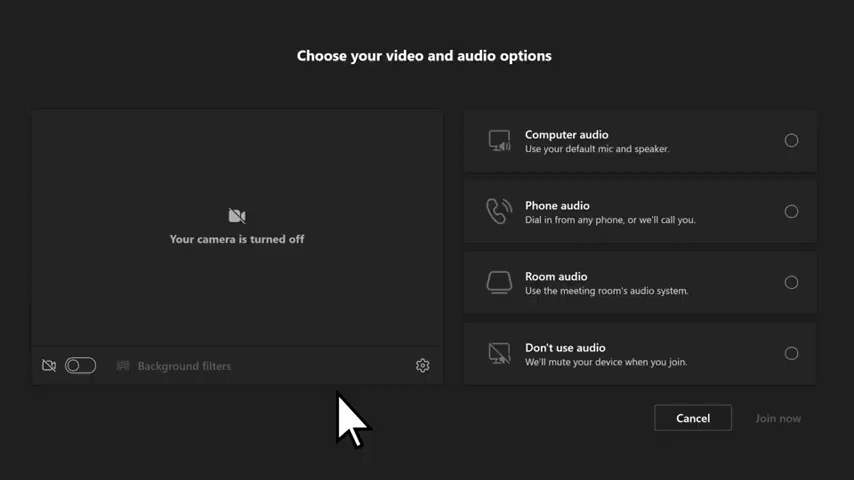 Choose your video and audio options
Your camera is turned off
Background filters
Computer audio
Use your default mic and speaker.
Phone audio
Dial in from any phone, or we'll call you.
Room audio
Use the meeting room's audio system.
Don't use audio
We'll mute your device when you join.
Cancel
Join now